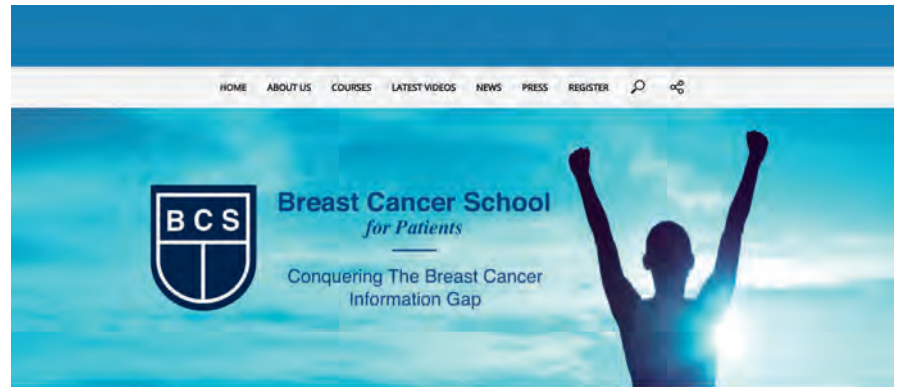 HOME ABOUT US COURSES LATEST VIDEOS NEWS PRESS REGISTER
BCS
Breast Cancer School
for Patients
Conquering The Breast Cancer
Information Gap